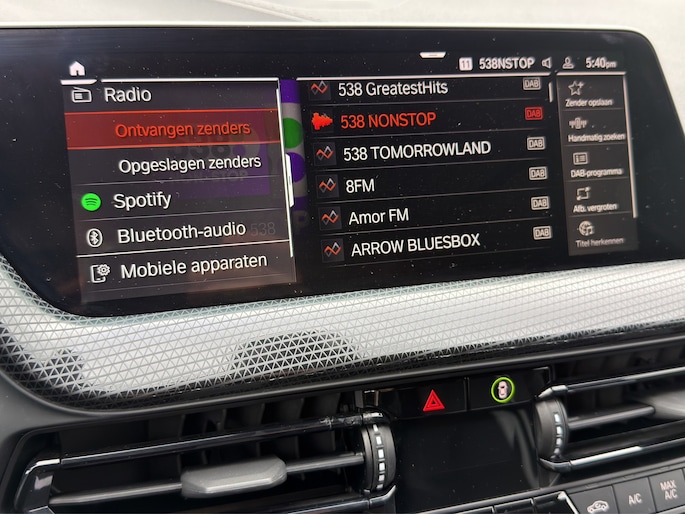 11 538NSTOP 5:40pm
Radio
Ontvangen zenders
Opgeslagen zenders
Spotify
Bluetooth-audio
Mobiele apparaten
538 GreatestHits DAB
538 NONSTOP DAB
538 TOMORROWLAND DAB
8FM DAB
Amor FM DAB
ARROW BLUESBOX DAB
Zender opslaan
Handmatig zoeken
DAB-programma
Afb. vergroten
Titel herkennen
538
A/C
MAX
A/C